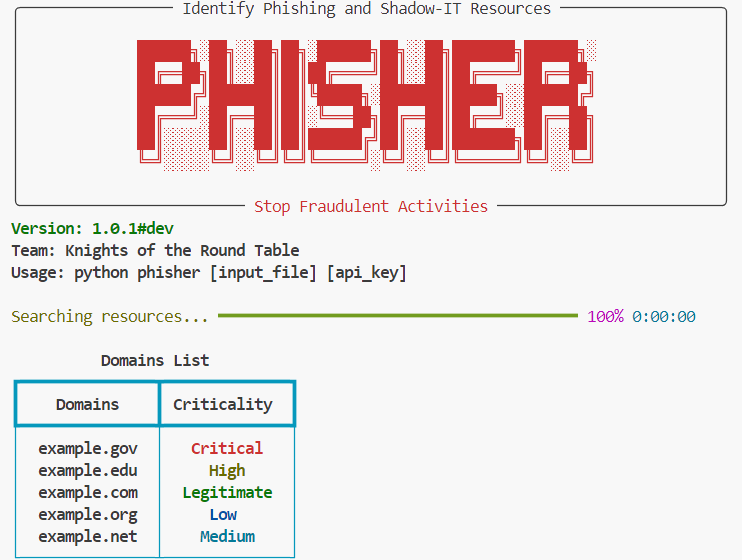 Identify Phishing and Shadow-IT Resources
PHISHER
Stop Fraudulent Activities
Version: 1.0.1#dev
Team: Knights of the Round Table
Usage: python phisher [input_file] [api_key]
Searching resources... 100% 0:00:00
Domains List
Domains Criticality
example.gov Critical
example.edu High
example.com Legitimate
example.org Low
example.net Medium